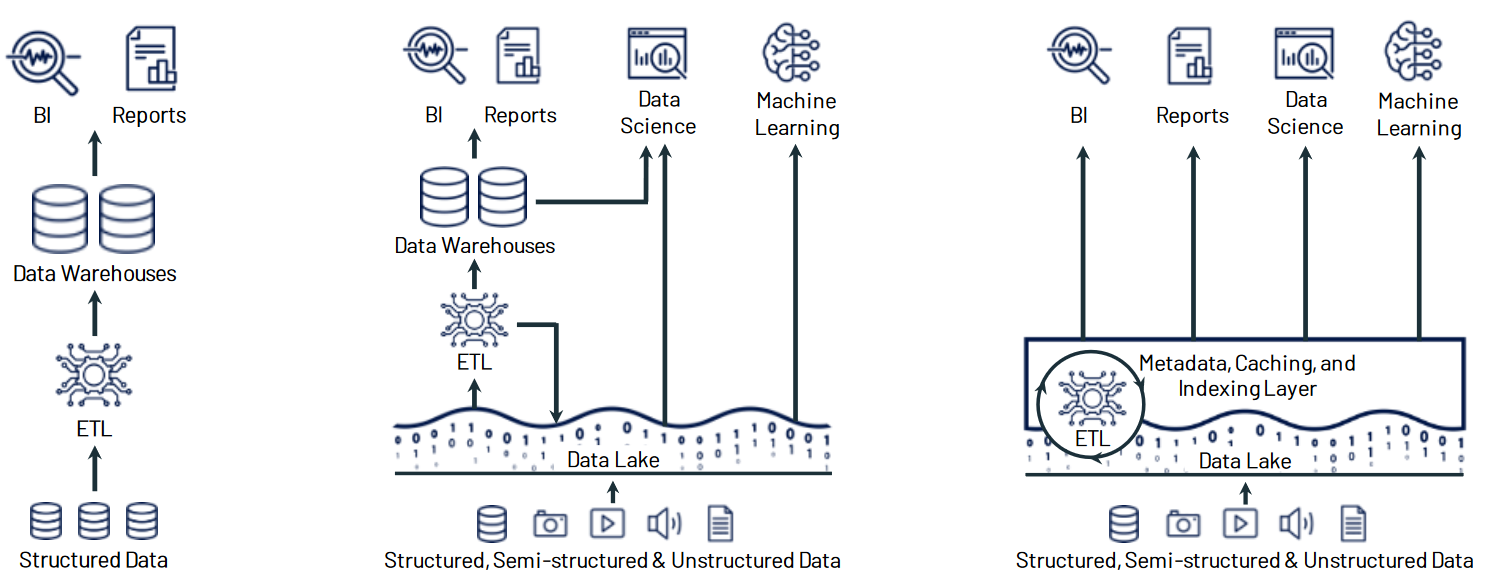 BI
Reports
Data Warehouses
ETL
Structured Data
BI
Reports
Data
Science
Machine
Learning
Data Warehouses
ETL
Data Lake
Structured, Semi-structured & Unstructured Data
BI
Reports
Data
Science
Machine
Learning
Metadata, Caching, and
Indexing Layer
ETL
Data Lake
Structured, Semi-structured & Unstructured Data